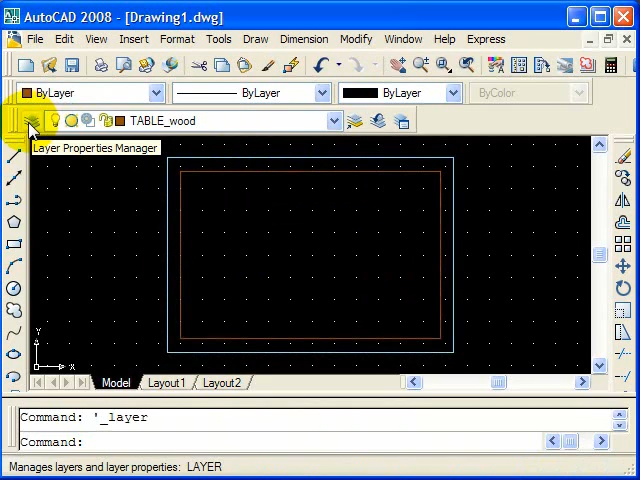 AutoCAD 2008 - [Drawing1.dwg]
File Edit View Insert Format Tools Draw Dimension Modify Window Help Express
ByLayer ByLayer ByLayer ByColor
TABLE_wood
Layer Properties Manager
Y
X
Model Layout1 Layout2
Command: '_layer
Command:
Manages layers and layer properties: LAYER